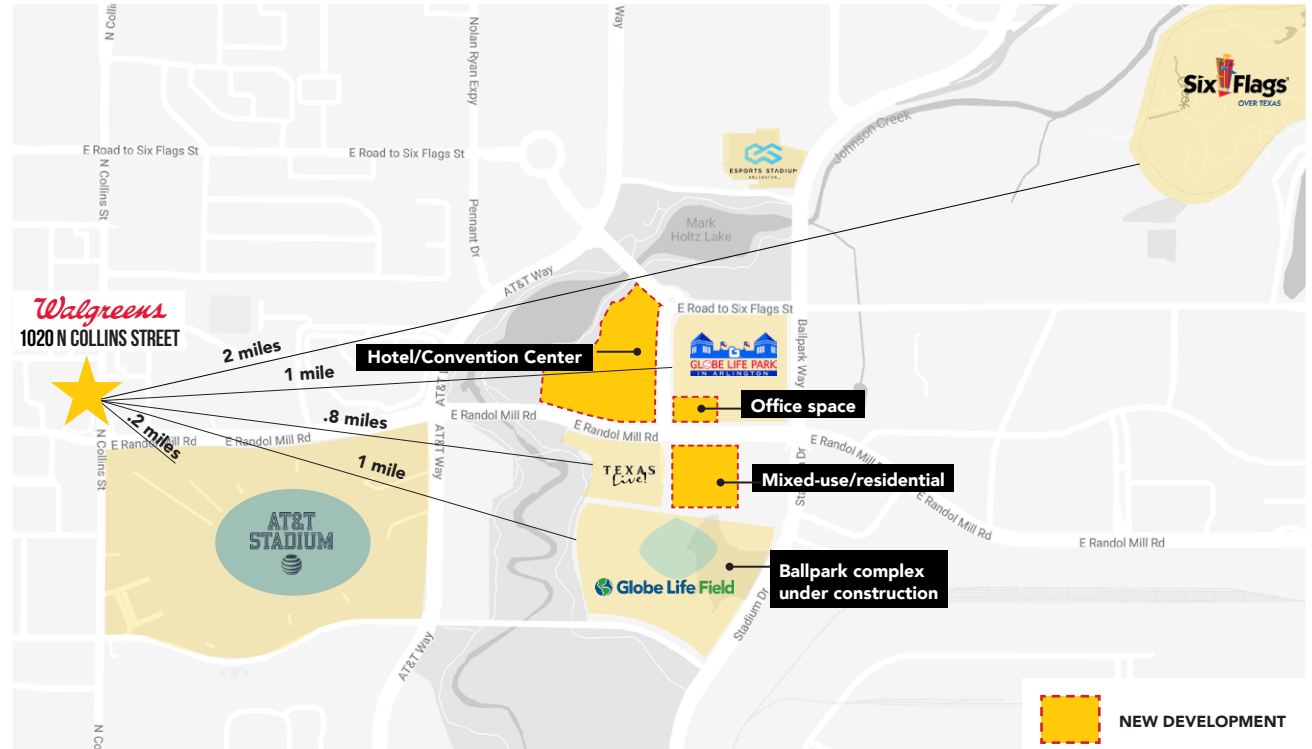 N Collins
Nolan Ryan Expy
Way
Six Flags
OVER TEXAS
Creek
Johnson Creek
E Road to Six Flags St
E Road to Six Flags St
ESPORTS STADIUM
ARLINGTON
N Collins St
Pennant Dr
Mark
Holtz Lake
AT&T Way
Walgreens
1020 N COLLINS STREET
E Road to Six Flags St
2 miles
Hotel/Convention Center
1 mile
GLOBE LIFE PARK
IN ARLINGTON
Ballpark Way
AT&T
Office space
.8 miles
E Randol Mill Rd
.2 miles
E Randol Mill Rd
E Randol Mill Rd
E Randol Mill Rd
E Randol Mill Rd
N Collins St
AT&T Way
1 mile
TEXAS
Live!
Mixed-use/residential
E Randol Mill Rd
E Randol Mill Rd
AT&T
STADIUM
Globe Life Field
Ballpark complex
under construction
Stadium Dr
AT&T Way
N Co
NEW DEVELOPMENT